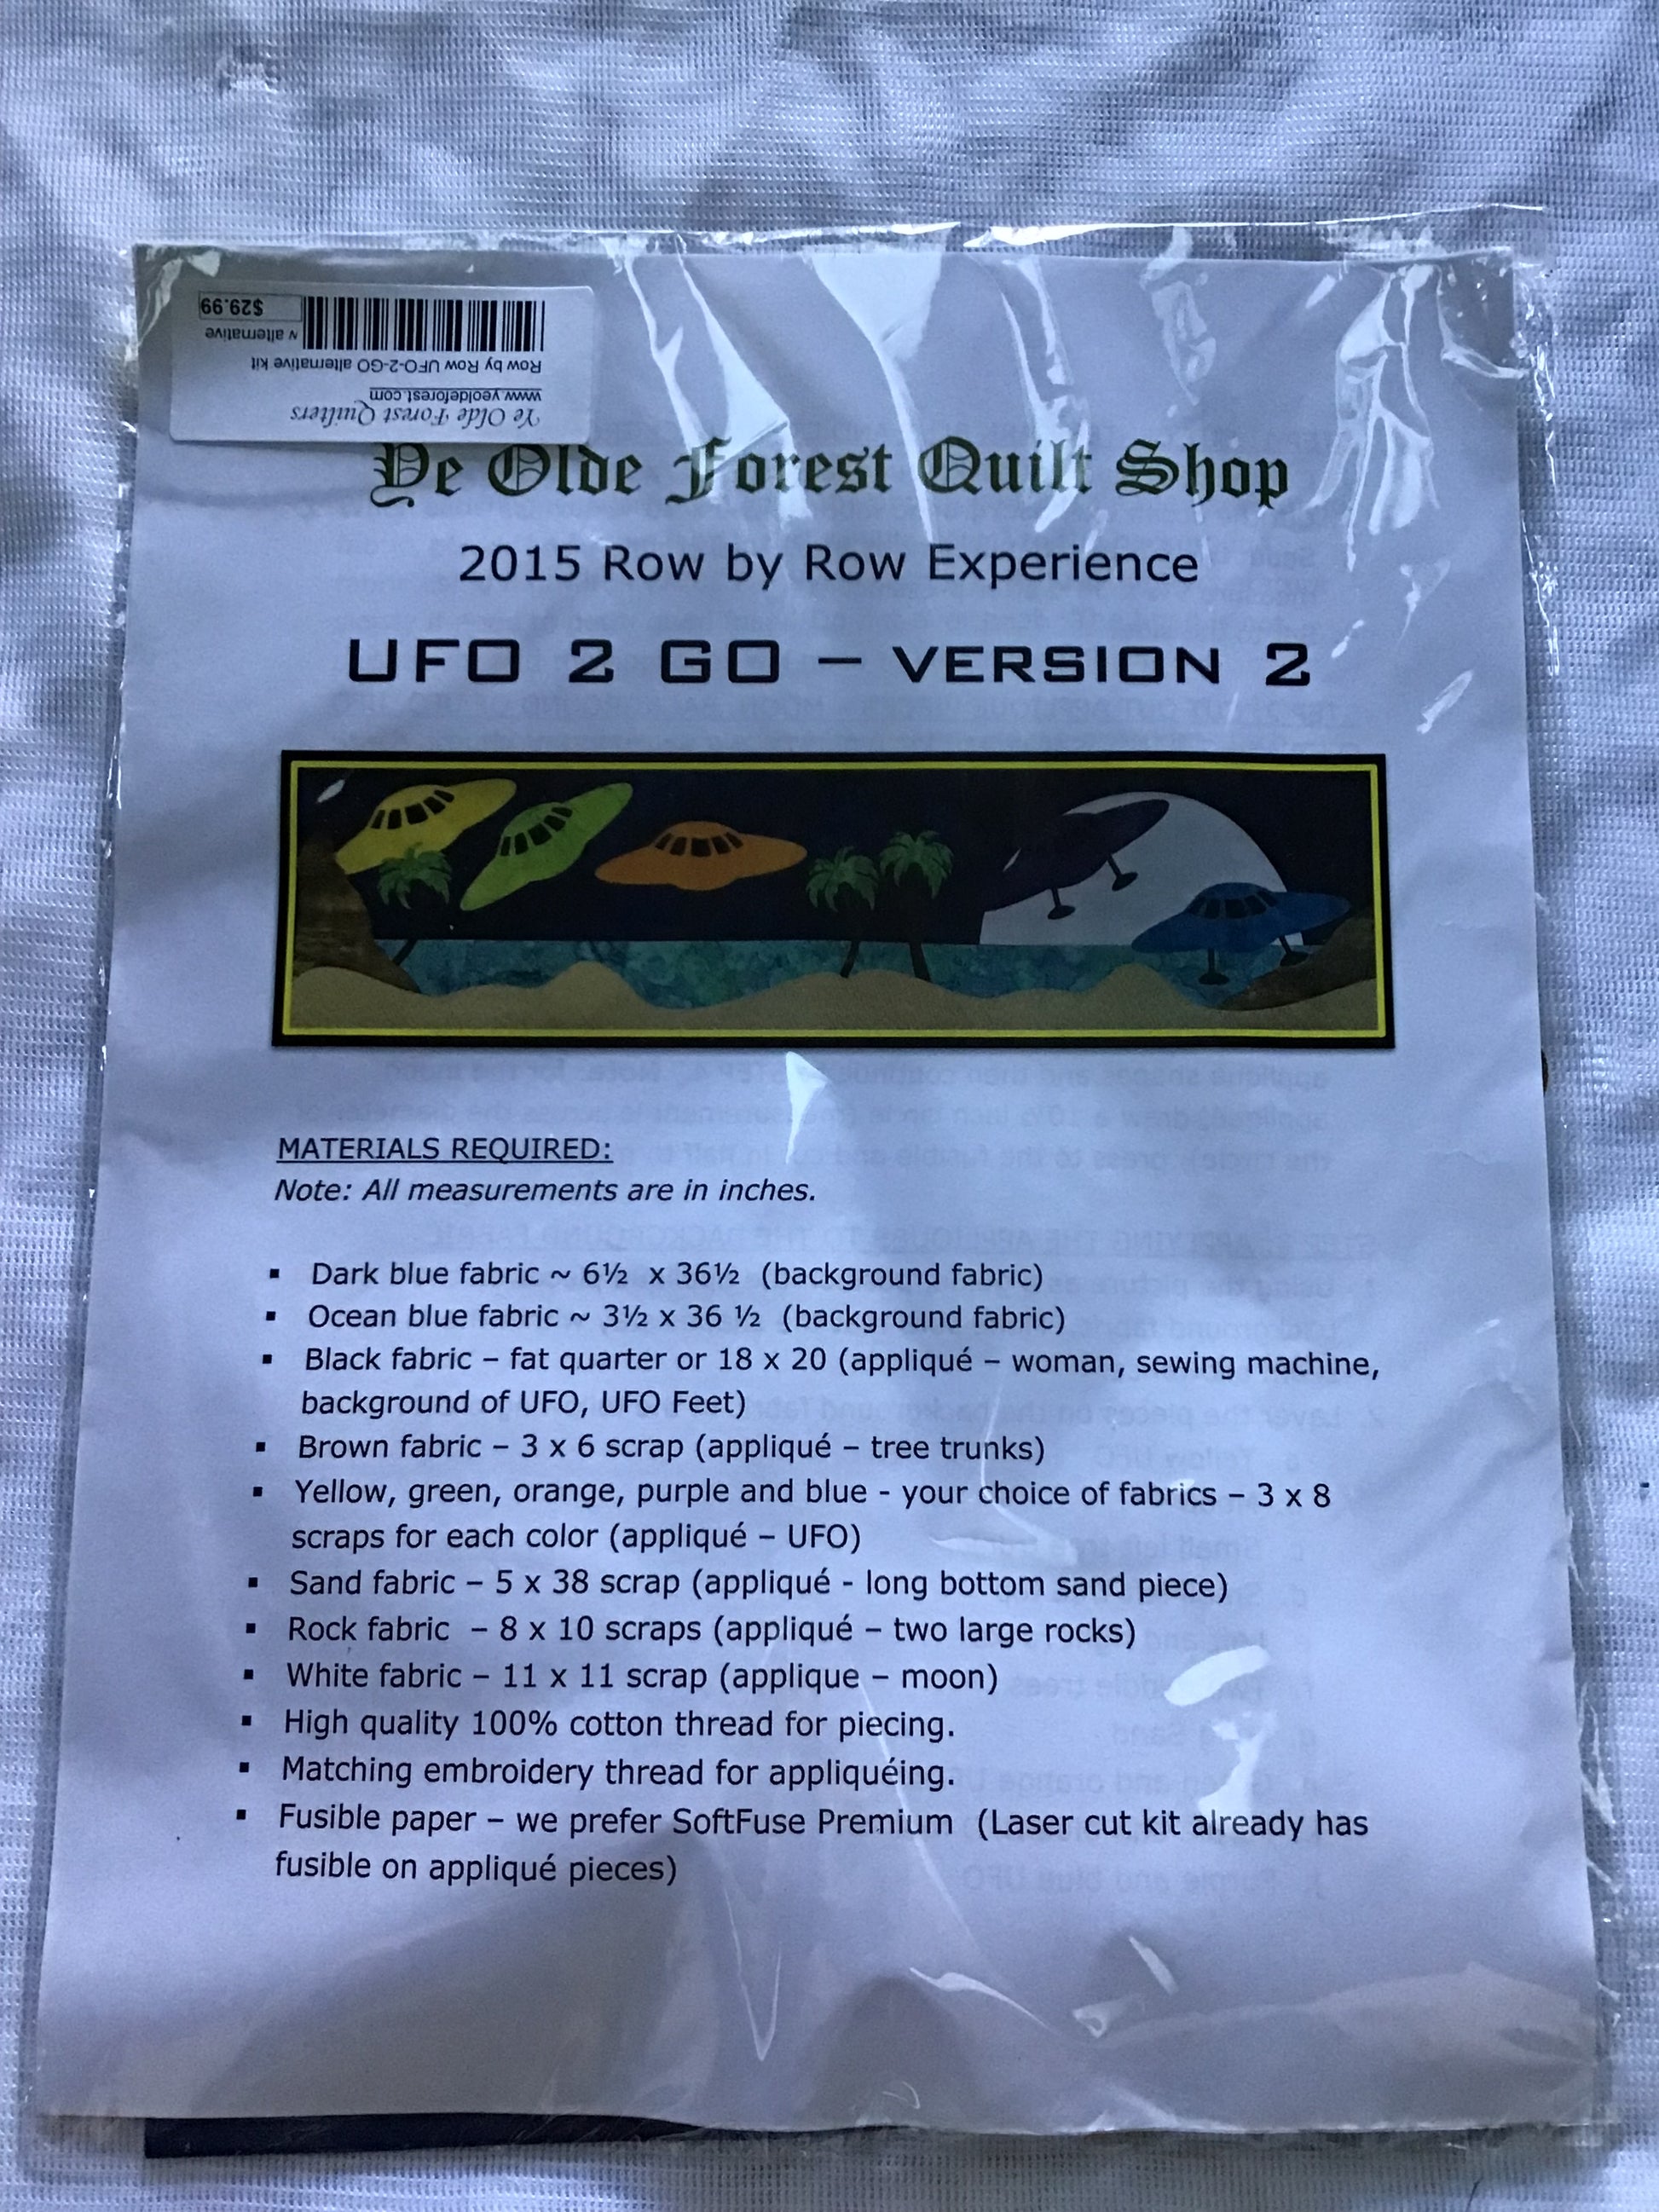 Ye Olde Forest Quilters
www.yeoldeforest.com
Row by Row UFO-2-GO alternative kit
w alternative
$29.99
Ye Olde Forest Quilt Shop
2015 Row by Row Experience
UFO 2 GO – VERSION 2
MATERIALS REQUIRED:
Note: All measurements are in inches.
▪ Dark blue fabric ~ 6½ x 36½ (background fabric)
▪ Ocean blue fabric ~ 3½ x 36 ½ (background fabric)
▪ Black fabric – fat quarter or 18 x 20 (appliqué – woman, sewing machine,
background of UFO, UFO Feet)
▪ Brown fabric – 3 x 6 scrap (appliqué – tree trunks)
▪ Yellow, green, orange, purple and blue - your choice of fabrics – 3 x 8
scraps for each color (appliqué – UFO)
▪ Sand fabric – 5 x 38 scrap (appliqué - long bottom sand piece)
▪ Rock fabric – 8 x 10 scraps (appliqué – two large rocks)
▪ White fabric – 11 x 11 scrap (applique – moon)
▪ High quality 100% cotton thread for piecing.
▪ Matching embroidery thread for appliquéing.
▪ Fusible paper – we prefer SoftFuse Premium (Laser cut kit already has
fusible on appliqué pieces)